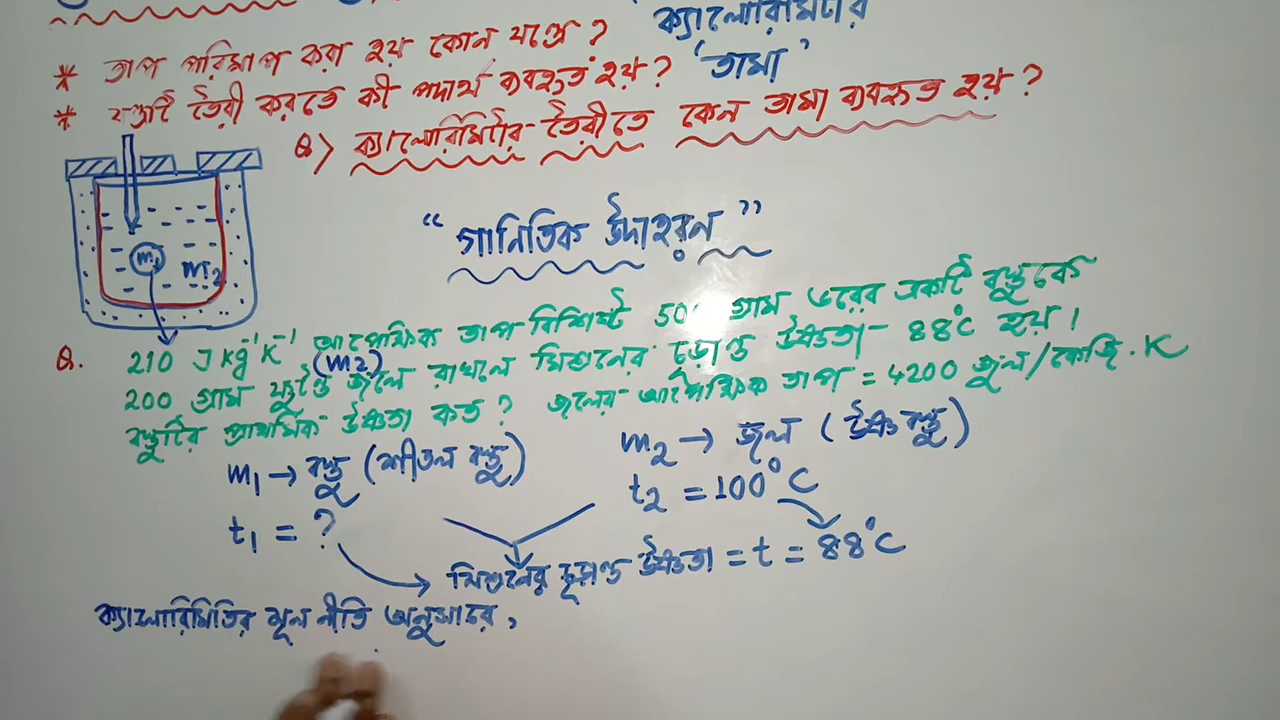 ক্যালোরিমিটার
* তাপ পরিমাপ করা হয় কোন যন্ত্রে?
* যন্ত্রটি তৈরী করতে কী পদার্থ ব্যবহৃত হয়? 'তামা'
Q) ক্যালোরিমিটার তৈরীতে কেন তামা ব্যবহৃত হয়?
m₁
m₂
“গানিতিক উদাহরন”
Q. 210 J kg⁻¹ K⁻¹ আপেক্ষিক তাপ বিশিষ্ট গ্রাম ভরের একটি বস্তুকে
(m₂)
200 গ্রাম ফুটন্ত জলে রাখলে মিশ্রনের চূড়ান্ত উষ্ণতা 88°C হয়।
বস্তুটির প্রাথমিক উষ্ণতা কত? জলের আপেক্ষিক তাপ = 4200 জুল/কেজি.K
m₁ → বস্তু (শীতল বস্তু)
m₂ → জল (উষ্ণ বস্তু)
t₁ = ?
t₂ = 100°C
মিশ্রনের চূড়ান্ত উষ্ণতা = t = 88°C
ক্যালোরিমিতির মূল নীতি অনুসারে,